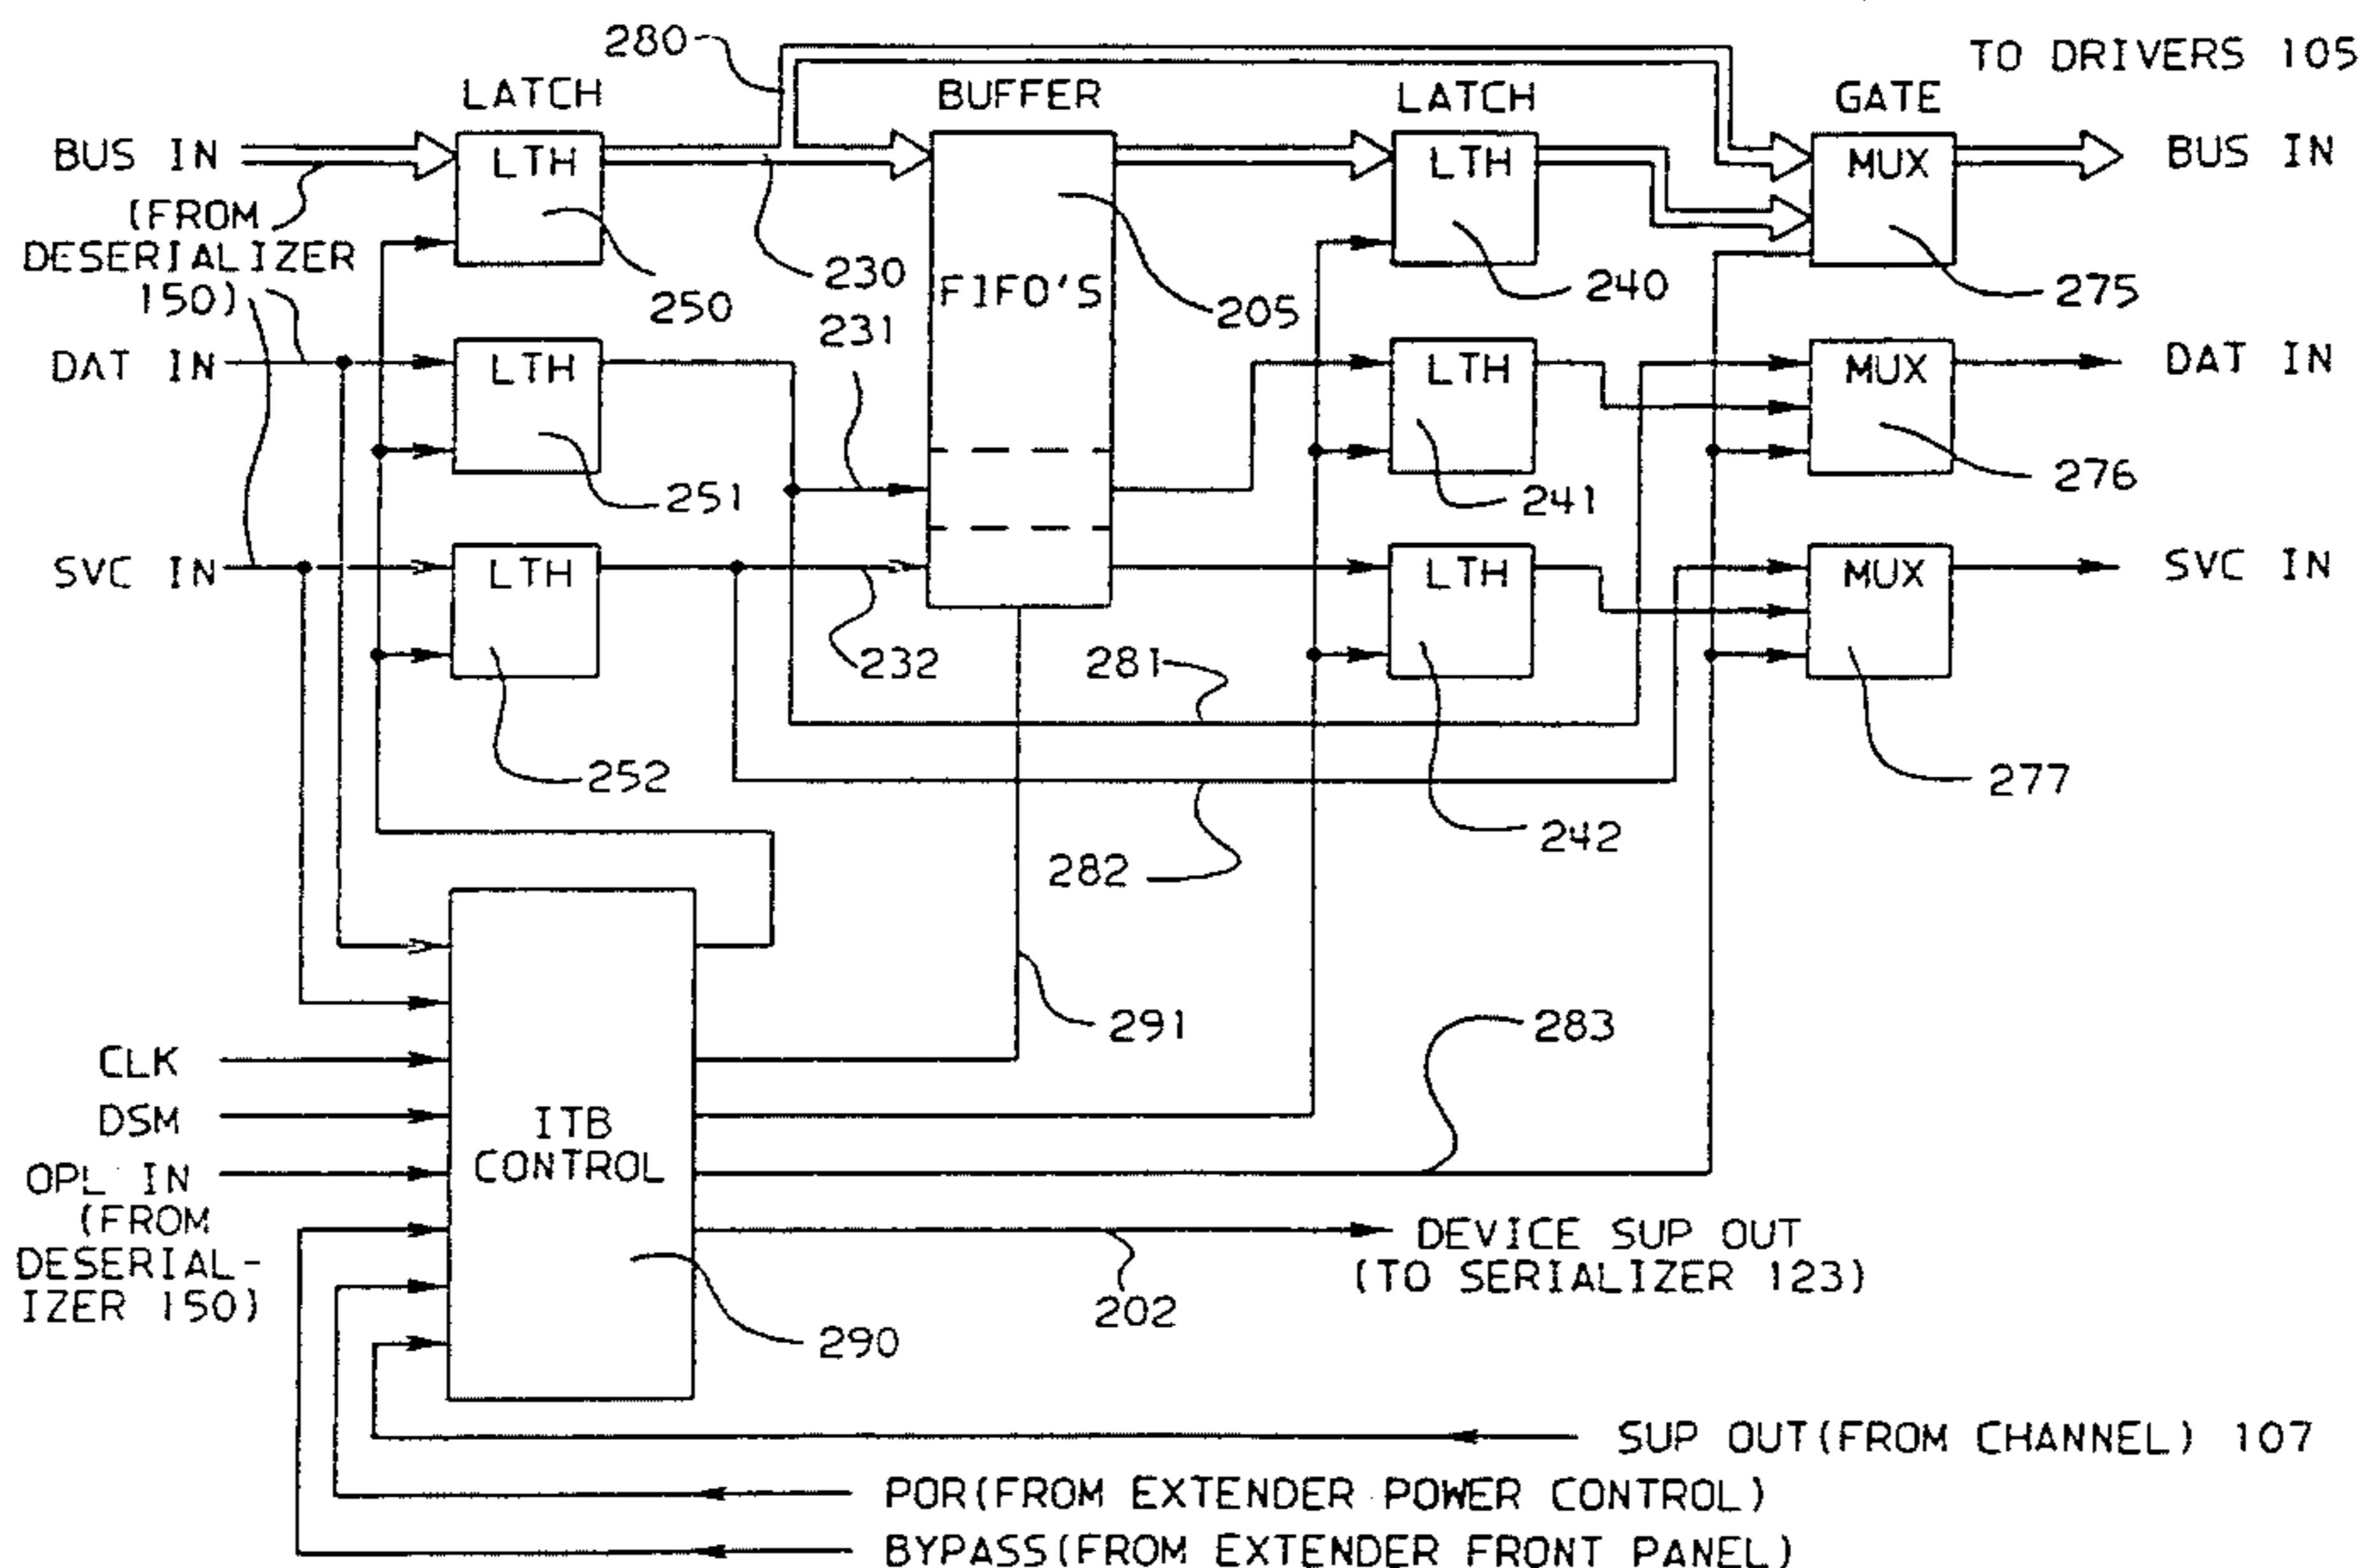 280
TO DRIVERS 105
LATCH
BUFFER
LATCH
GATE
BUS IN
LTH
LTH
MUX
BUS IN
(FROM
DESERIALIZER
150)
250
230
FIFO'S
205
240
275
231
DAT IN
LTH
LTH
MUX
DAT IN
251
241
276
SVC IN
LTH
LTH
MUX
SVC IN
232
281
252
277
242
282
291
283
CLK
DSM
ITB
CONTROL
OPL IN
(FROM
DESERIAL-
IZER 150)
DEVICE SUP OUT
(TO SERIALIZER 123)
202
290
SUP OUT(FROM CHANNEL) 107
POR(FROM EXTENDER POWER CONTROL)
BYPASS(FROM EXTENDER FRONT PANEL)